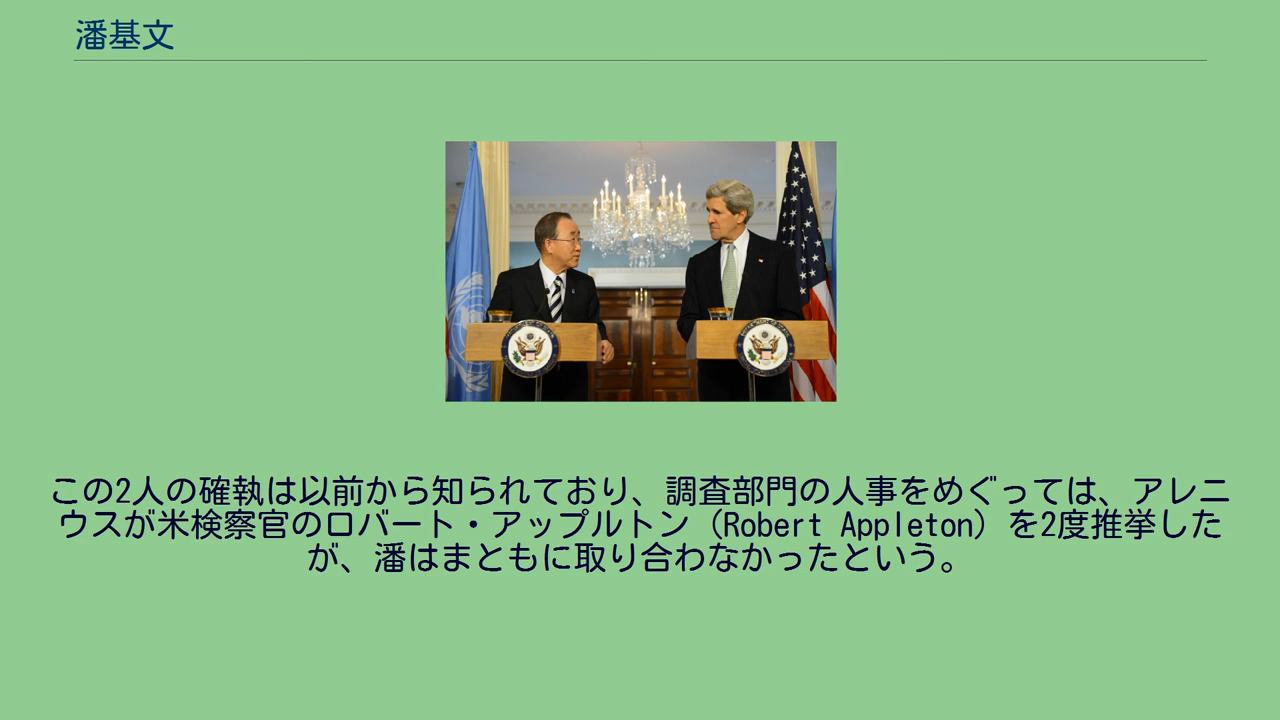 潘基文
この2人の確執は以前から知られており、調査部門の人事をめぐっては、アレニ
ウスが米検察官のロバート・アップルトン（Robert Appleton）を2度推挙した
が、潘はまともに取り合わなかったという。